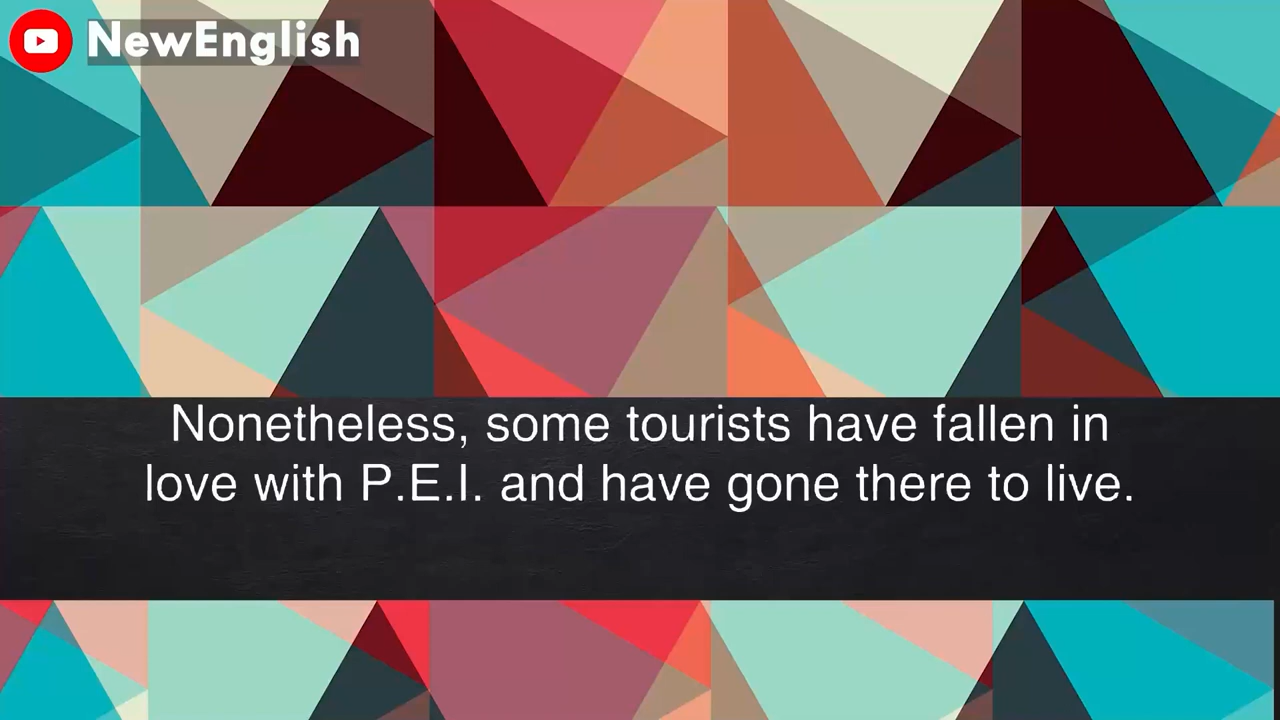 NewEnglish
Nonetheless, some tourists have fallen in
love with P.E.I. and have gone there to live.